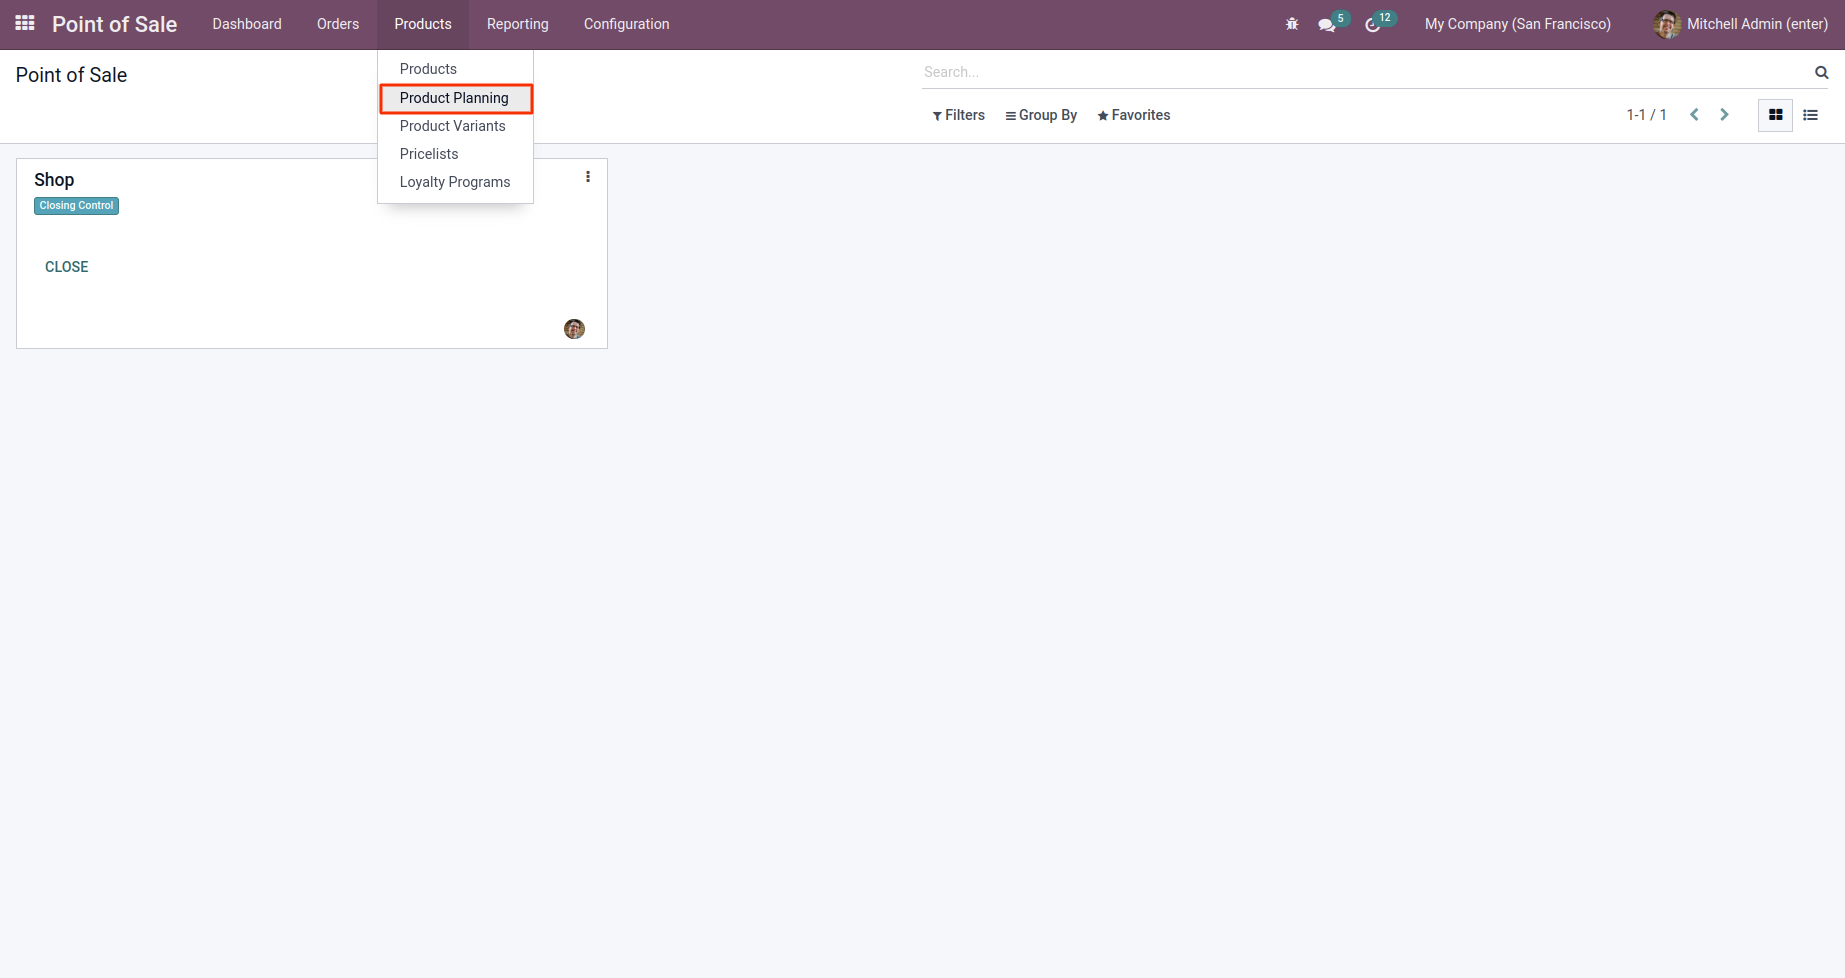 Point of Sale Dashboard Orders Products Reporting Configuration 5 12 My Company (San Francisco) Mitchell Admin (enter)
Point of Sale
Products
Product Planning
Product Variants
Pricelists
Loyalty Programs
Search...
Filters Group By Favorites 1-1 / 1
Shop
Closing Control
CLOSE